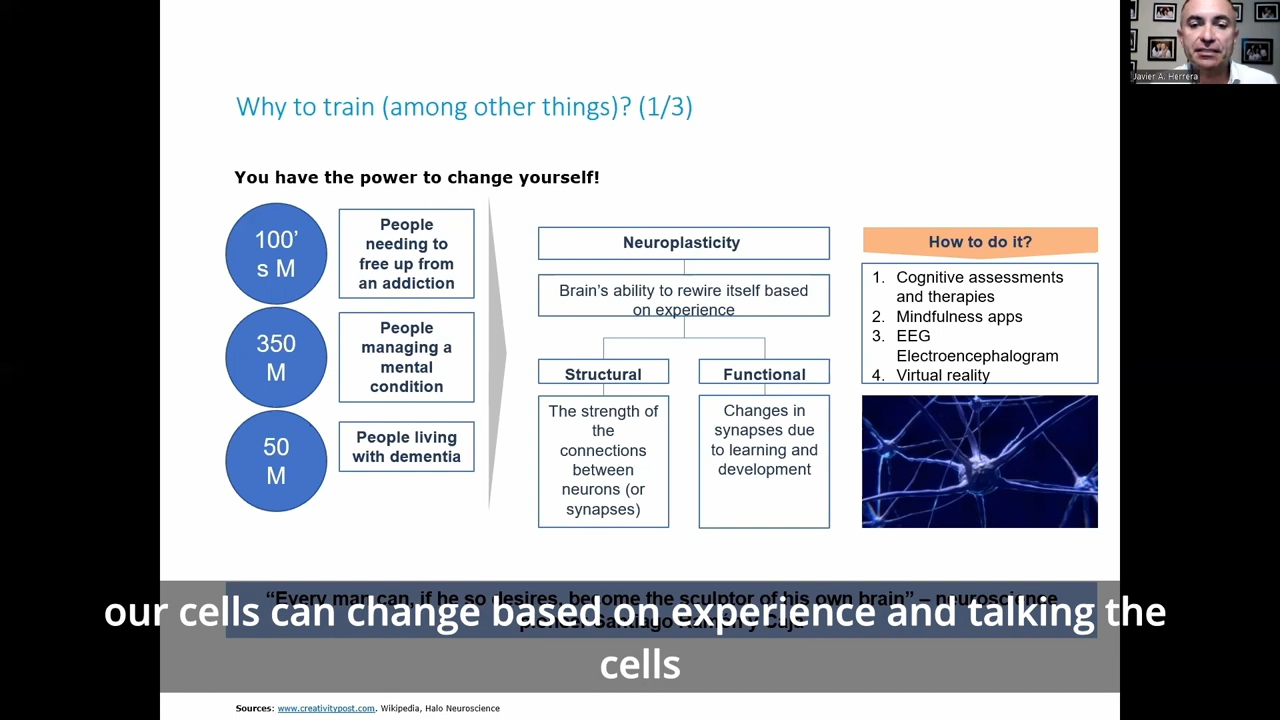 Javier A. Herrera
Why to train (among other things)? (1/3)
You have the power to change yourself!
100’
s M
People
needing to
free up from
an addiction
350
M
People
managing a
mental
condition
50
M
People living
with dementia
Neuroplasticity
Brain’s ability to rewire itself based
on experience
Structural
The strength of
the
connections
between
neurons (or
synapses)
Functional
Changes in
synapses due
to learning and
development
How to do it?
1. Cognitive assessments
and therapies
2. Mindfulness apps
3. EEG
Electroencephalogram
4. Virtual reality
“Every man can, if he so desires, become the sculptor of his own brain” – neuroscience
pioneer Santiago Ramón y Cajal
our cells can change based on experience and talking the
cells
Sources: www.creativitypost.com. Wikipedia, Halo Neuroscience